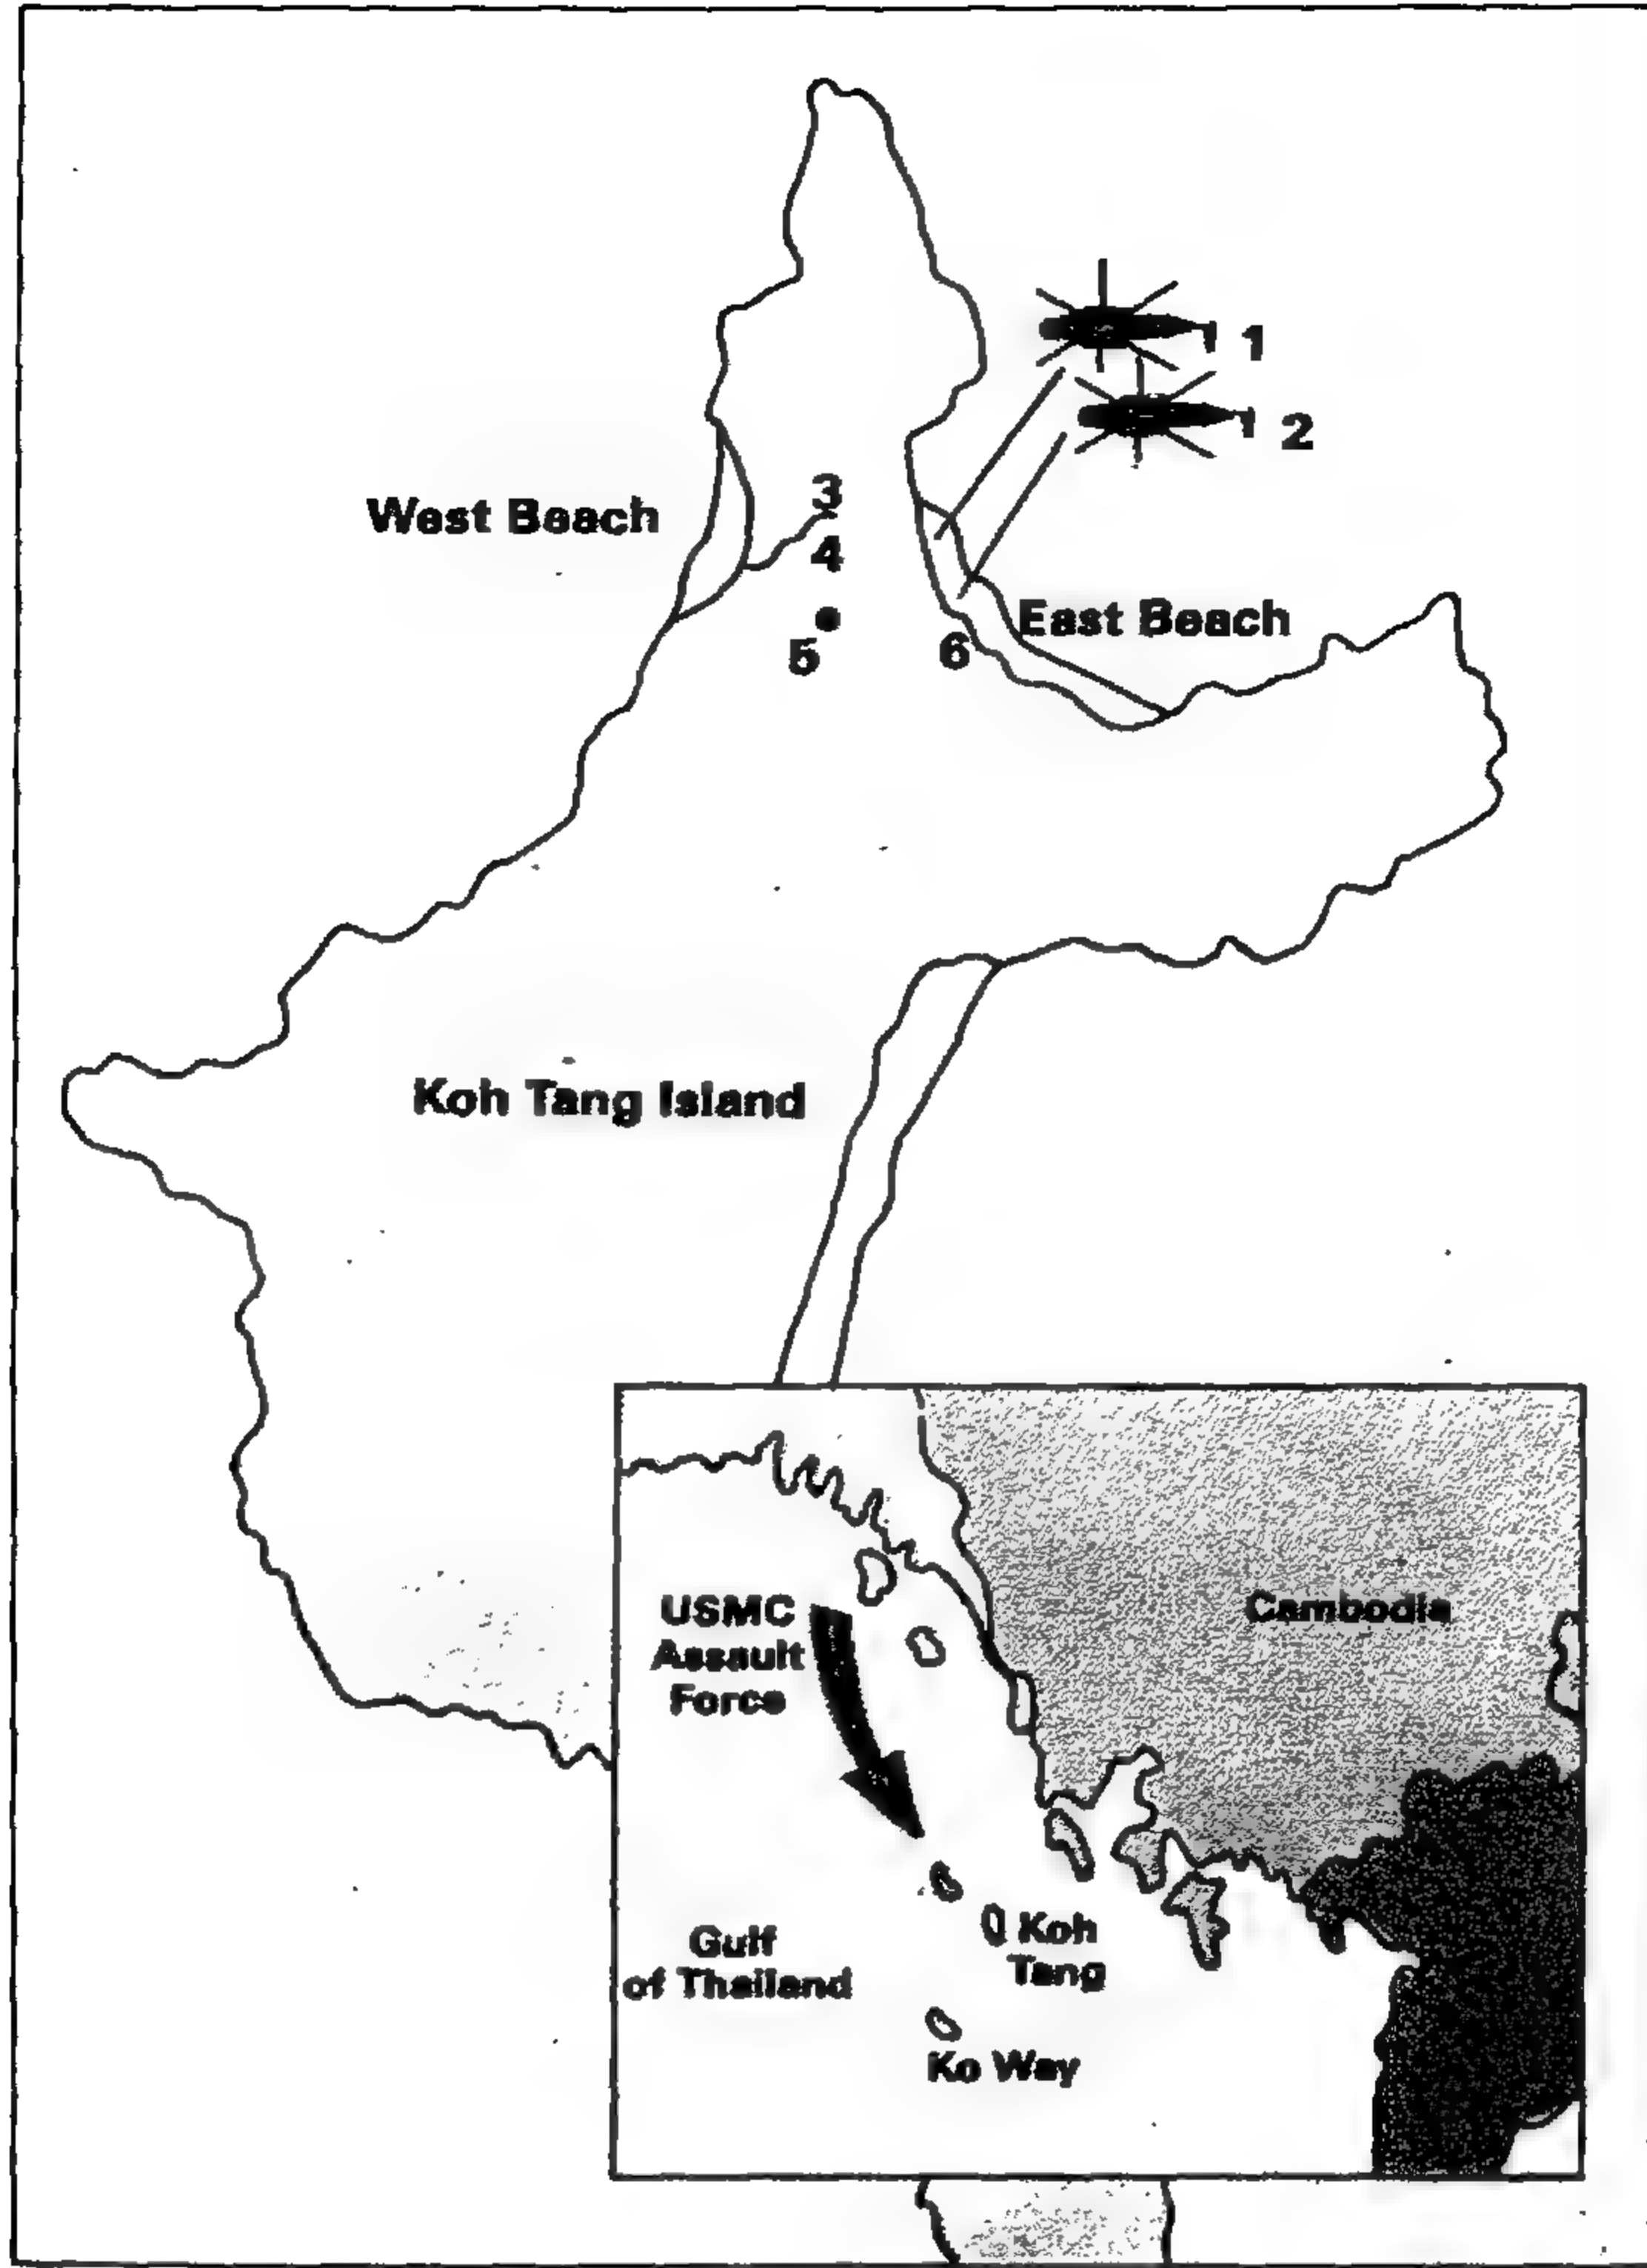 1
2
West Beach
3
4
East Beach
5
6
Koh Tang Island
Cambodia
USMC
Assault
Force
Koh
Tang
Gulf
of Thailand
Ko Way